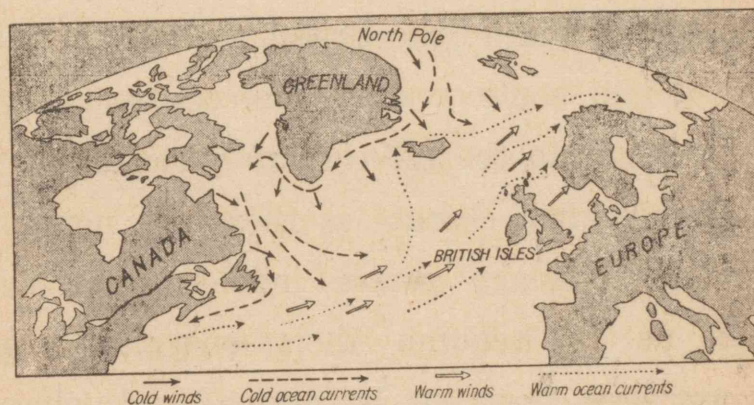 North Pole
GREENLAND
CANADA
BRITISH ISLES
EUROPE
Cold winds
Cold ocean currents
Warm winds
Warm ocean currents